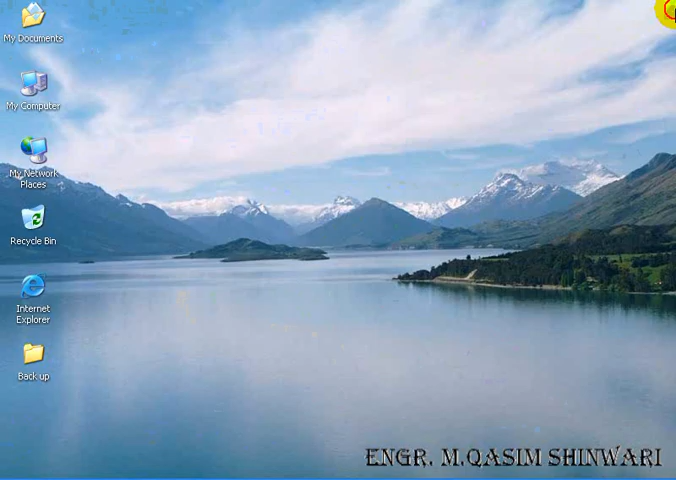 My Documents
My Computer
My Network
Places
Recycle Bin
Internet
Explorer
Back up
ENGR. M.QASIM SHINWARI